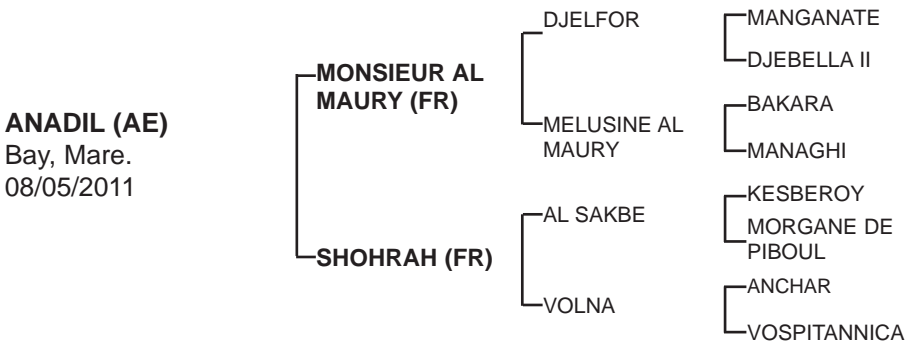 ANADIL (AE)
Bay, Mare.
08/05/2011
MONSIEUR AL
MAURY (FR)
SHOHRAH (FR)
DJELFOR
MELUSINE AL
MAURY
AL SAKBE
VOLNA
MANGANATE
DJEBELLA II
BAKARA
MANAGHI
KESBEROY
MORGANE DE
PIBOUL
ANCHAR
VOSPITANNICA